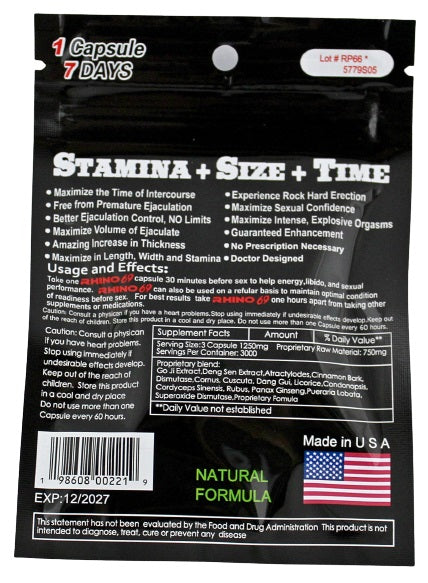 1 Capsule
7 DAYS
Lot # RP66 *
5779S05
STAMINA + SIZE + TIME
• Maximize the Time of Intercourse
• Free from Premature Ejaculation
• Better Ejaculation Control, NO Limits
• Maximize Volume of Ejaculate
• Amazing Increase in Thickness
• Maximize in Length, Width and Stamina
• Experience Rock Hard Erection
• Maximize Sexual Confidence
• Maximize Intense, Explosive Orgasms
• Guaranteed Enhancement
• No Prescription Necessary
• Doctor Designed
Usage and Effects:
Take one RHINO 69 capsule 30 minutes before sex to help energy,libido, and sexual
performance. RHINO 69 can also be used on a refular basis to maintain optimal condition
of readiness before sex. For best results take RHINO 69 one hours apart from taking other
supplements or medications.
Caution: Consult a physican if you have a heart problems.Stop using immediately if undesirable effects develop.Keep out
of the reach of children. Store this product in a cool and dry place. Do not use more than one Capsule every 60 hours.
Caution: Consult a physican
if you have heart problems.
Stop using immediately if
undesirable effects develop.
Keep out of the reach of
children. Store this product
in a cool and dry place
Do not use more than one
Capsule every 60 hours.
Supplement Facts Amount % Daily Value**
Serving Size:3 Capsule 1250mg Proprietary Raw Material: 750mg
Servings Per Container: 3000
Proprietary blend:
Go Ji Extract,Deng Sen Extract,Atractylodes,Cinnamon Bark,
Dismutase,Cornus, Cuscuta, Dang Gui, Licorice,Condonopsis,
Cordyceps Sinensis, Rubus, Panax Ginseng,Pueraria Lobata,
Superoxide Dismutase,Proprietary Fomula
**Daily Value not established
1 98608 00221 9
EXP:12/2027
NATURAL
FORMULA
Made in U S A
This statement has not been evaluated by the Food and Drug Administration This product is not
intended to diagnose, treat, cure or prevent any disease